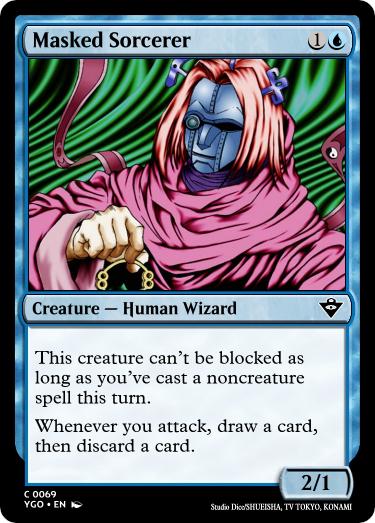 Masked Sorcerer 1
Creature — Human Wizard
This creature can't be blocked as
long as you've cast a noncreature
spell this turn.
Whenever you attack, draw a card,
then discard a card.
2/1
C 0069
YGO • EN
Studio Dice/SHUEISHA, TV TOKYO, KONAMI